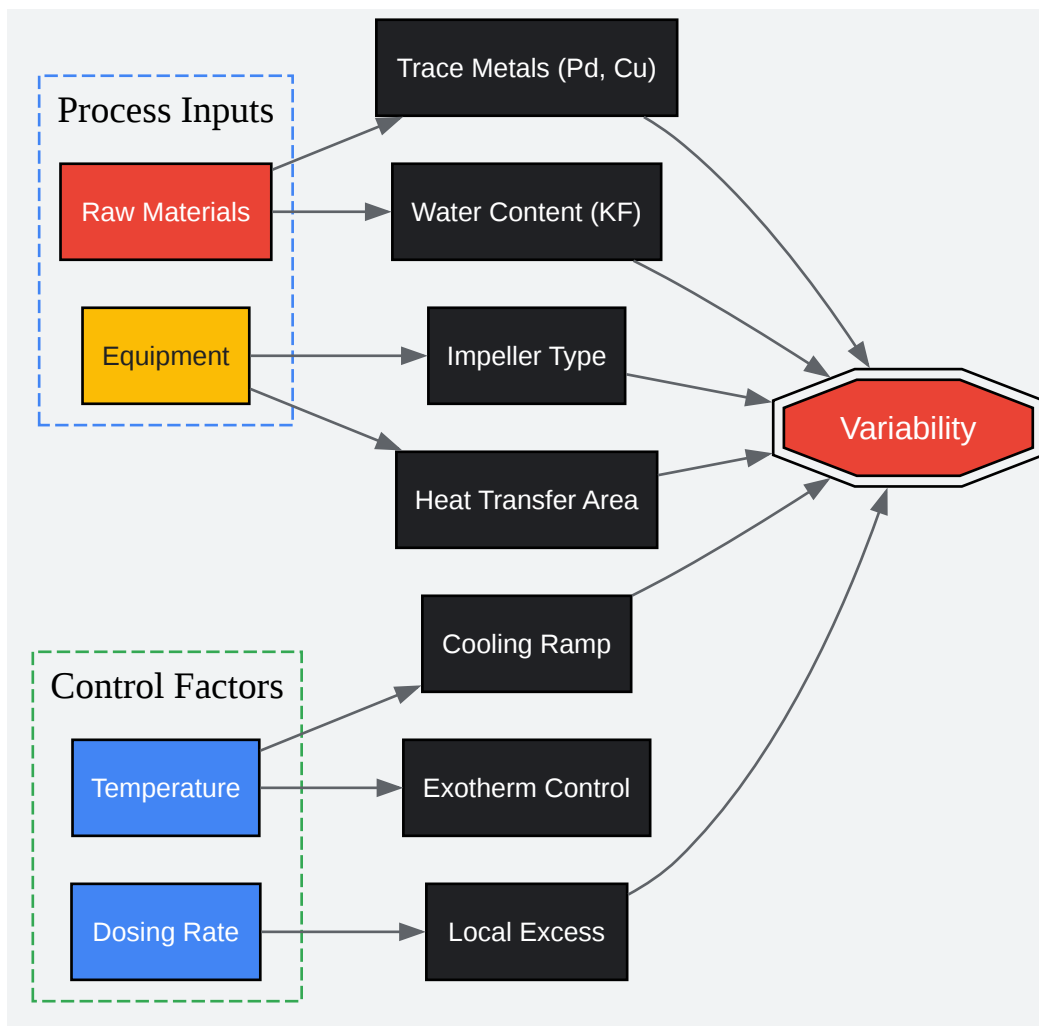 Trace Metals (Pd, Cu)
Process Inputs
Raw Materials
Water Content (KF)
Equipment
Impeller Type
Variability
Heat Transfer Area
Cooling Ramp
Control Factors
Temperature
Exotherm Control
Dosing Rate
Local Excess